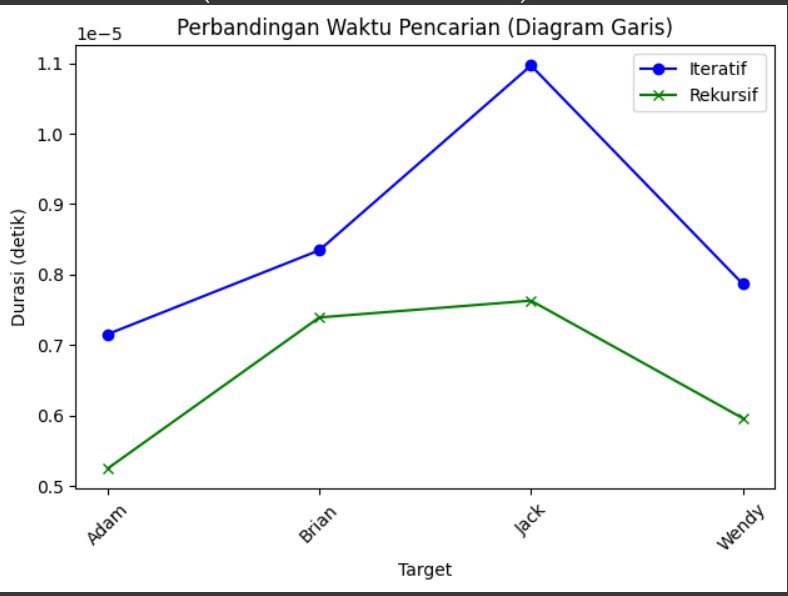 Perbandingan Waktu Pencarian (Diagram Garis)
1e−5
Iteratif
Rekursif
1.1
1.0
0.9
0.8
0.7
0.6
0.5
Durasi (detik)
Adam
Brian
Jack
Wendy
Target